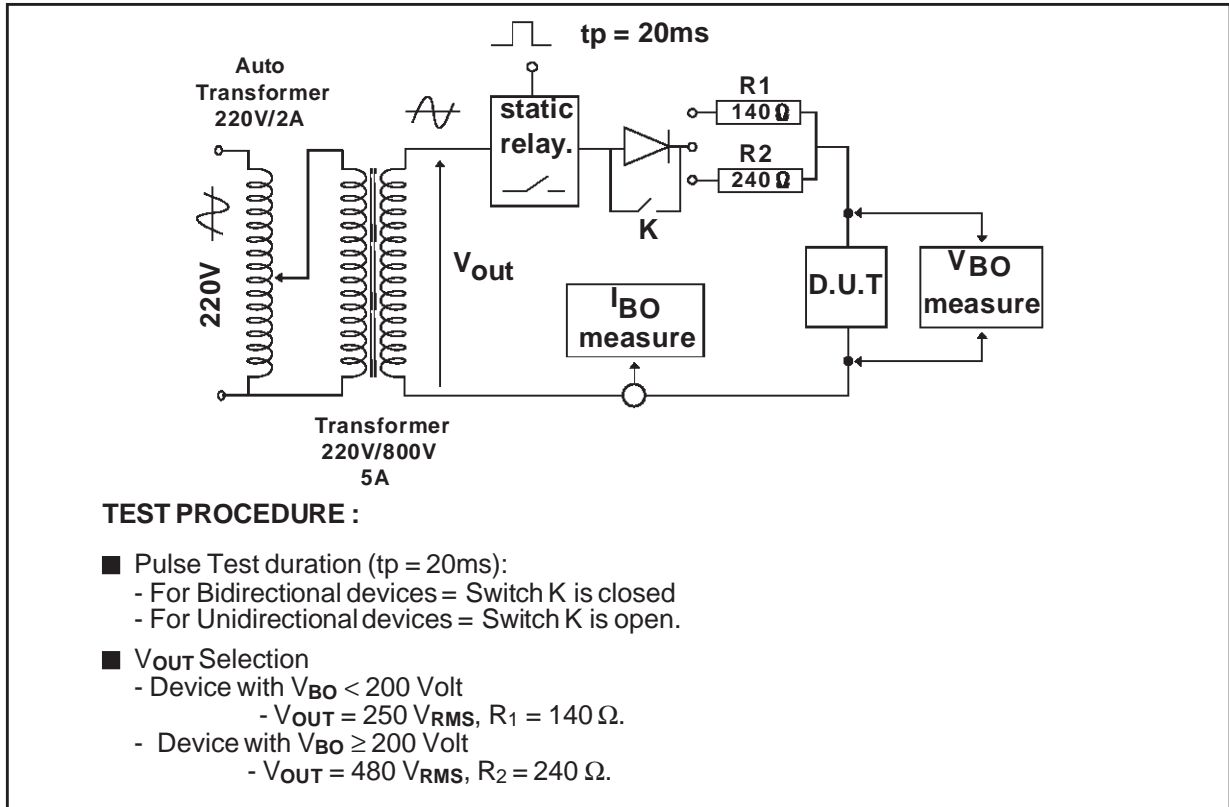 tp = 20ms
Auto
Transformer
220V/2A
static
relay.
R1
140 Ω
R2
240 Ω
K
220V
Vout
IBO
measure
D.U.T
VBO
measure
Transformer
220V/800V
5A
TEST PROCEDURE :
■ Pulse Test duration (tp = 20ms):
- For Bidirectional devices = Switch K is closed
- For Unidirectional devices = Switch K is open.
■ VOUT Selection
- Device with VBO < 200 Volt
- VOUT = 250 VRMS, R1 = 140 Ω.
- Device with VBO ≥ 200 Volt
- VOUT = 480 VRMS, R2 = 240 Ω.